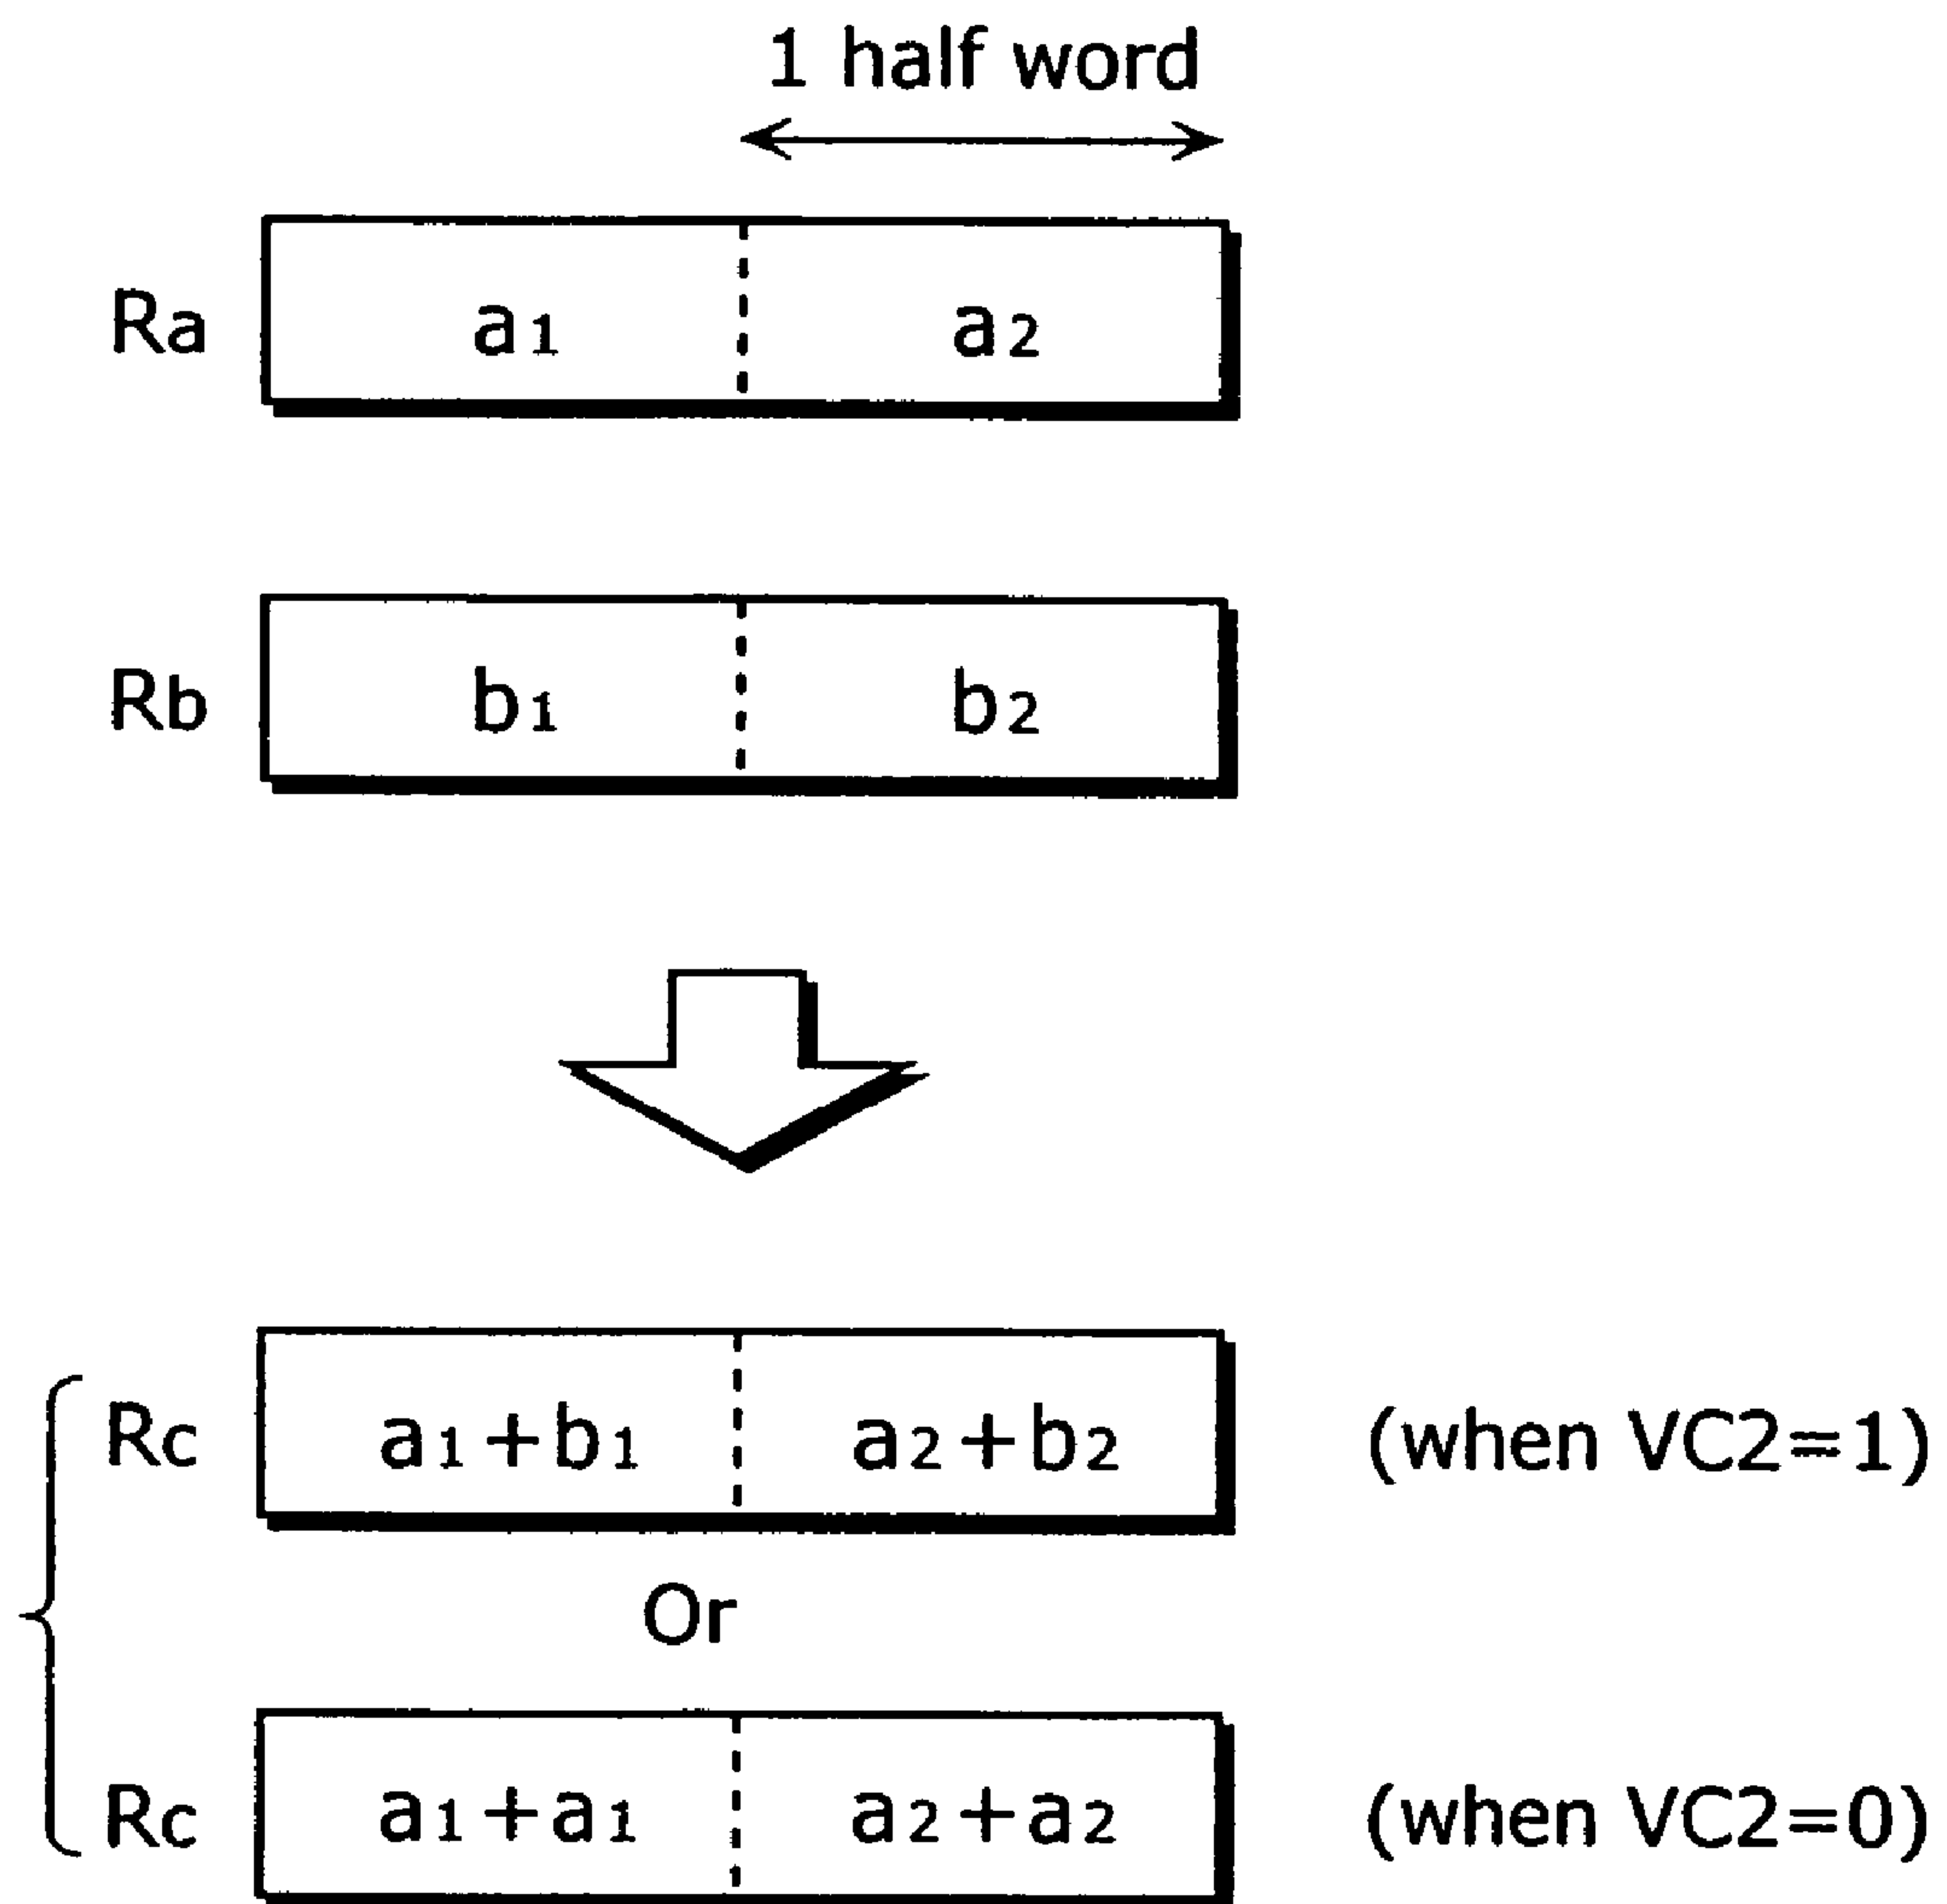 1 half word
Ra a1 a2
Rb b1 b2
Rc a1+b1 a2+b2 (when VC2=1)
Or
Rc a1+a1 a2+a2 (when VC2=0)